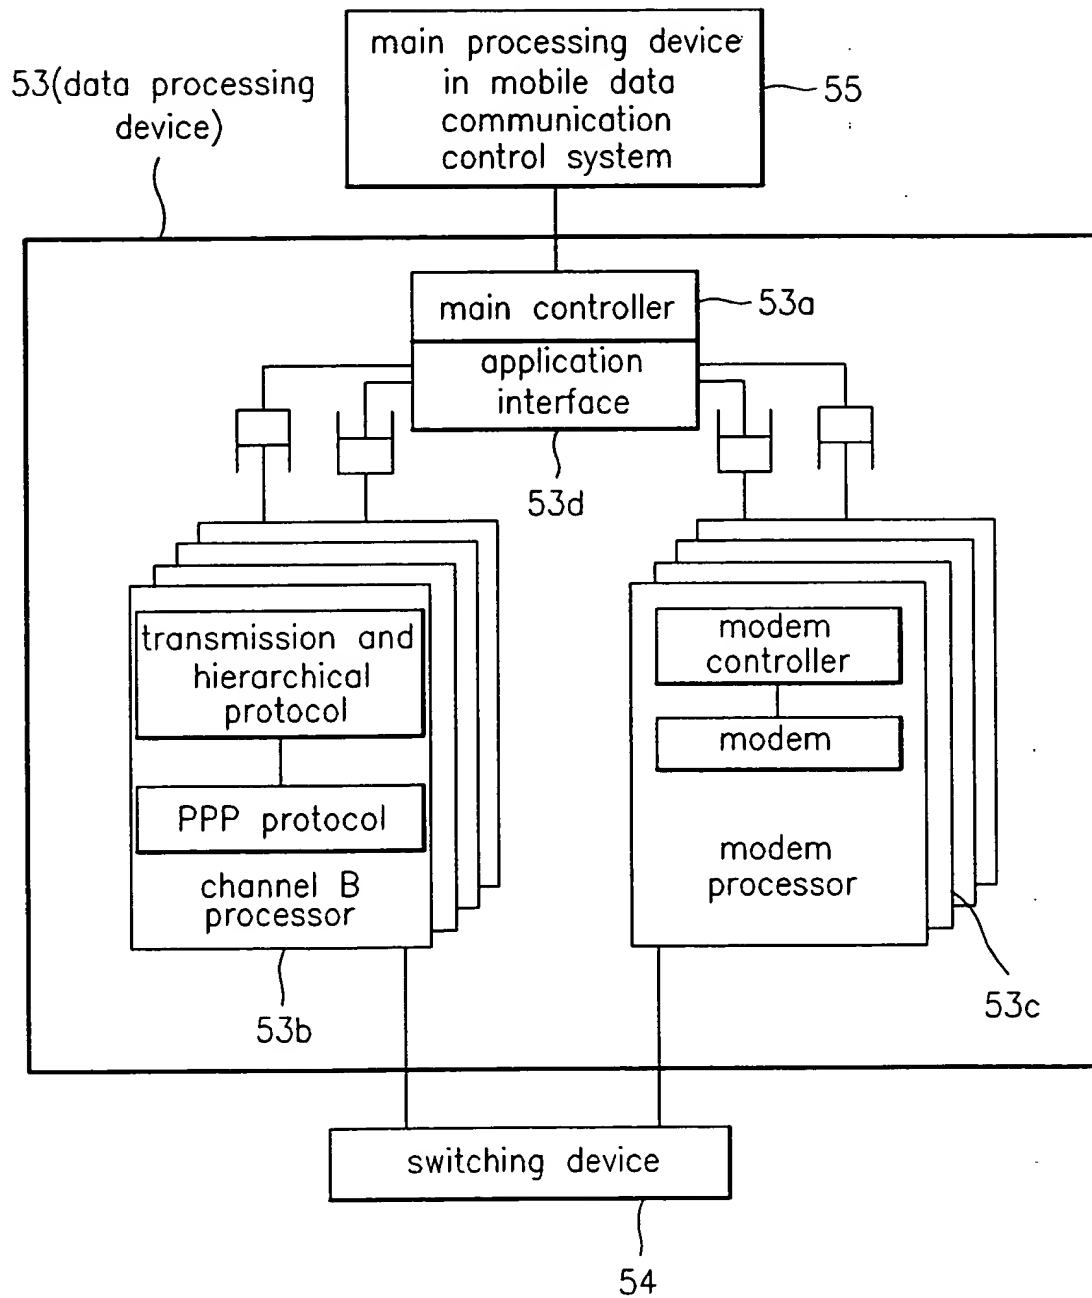 main processing device
in mobile data
communication
control system
55
53(data processing
device)
main controller
53a
application
interface
53d
transmission and
hierarchical
protocol
PPP protocol
channel B
processor
53b
modem
controller
modem
modem
processor
53c
switching device
54